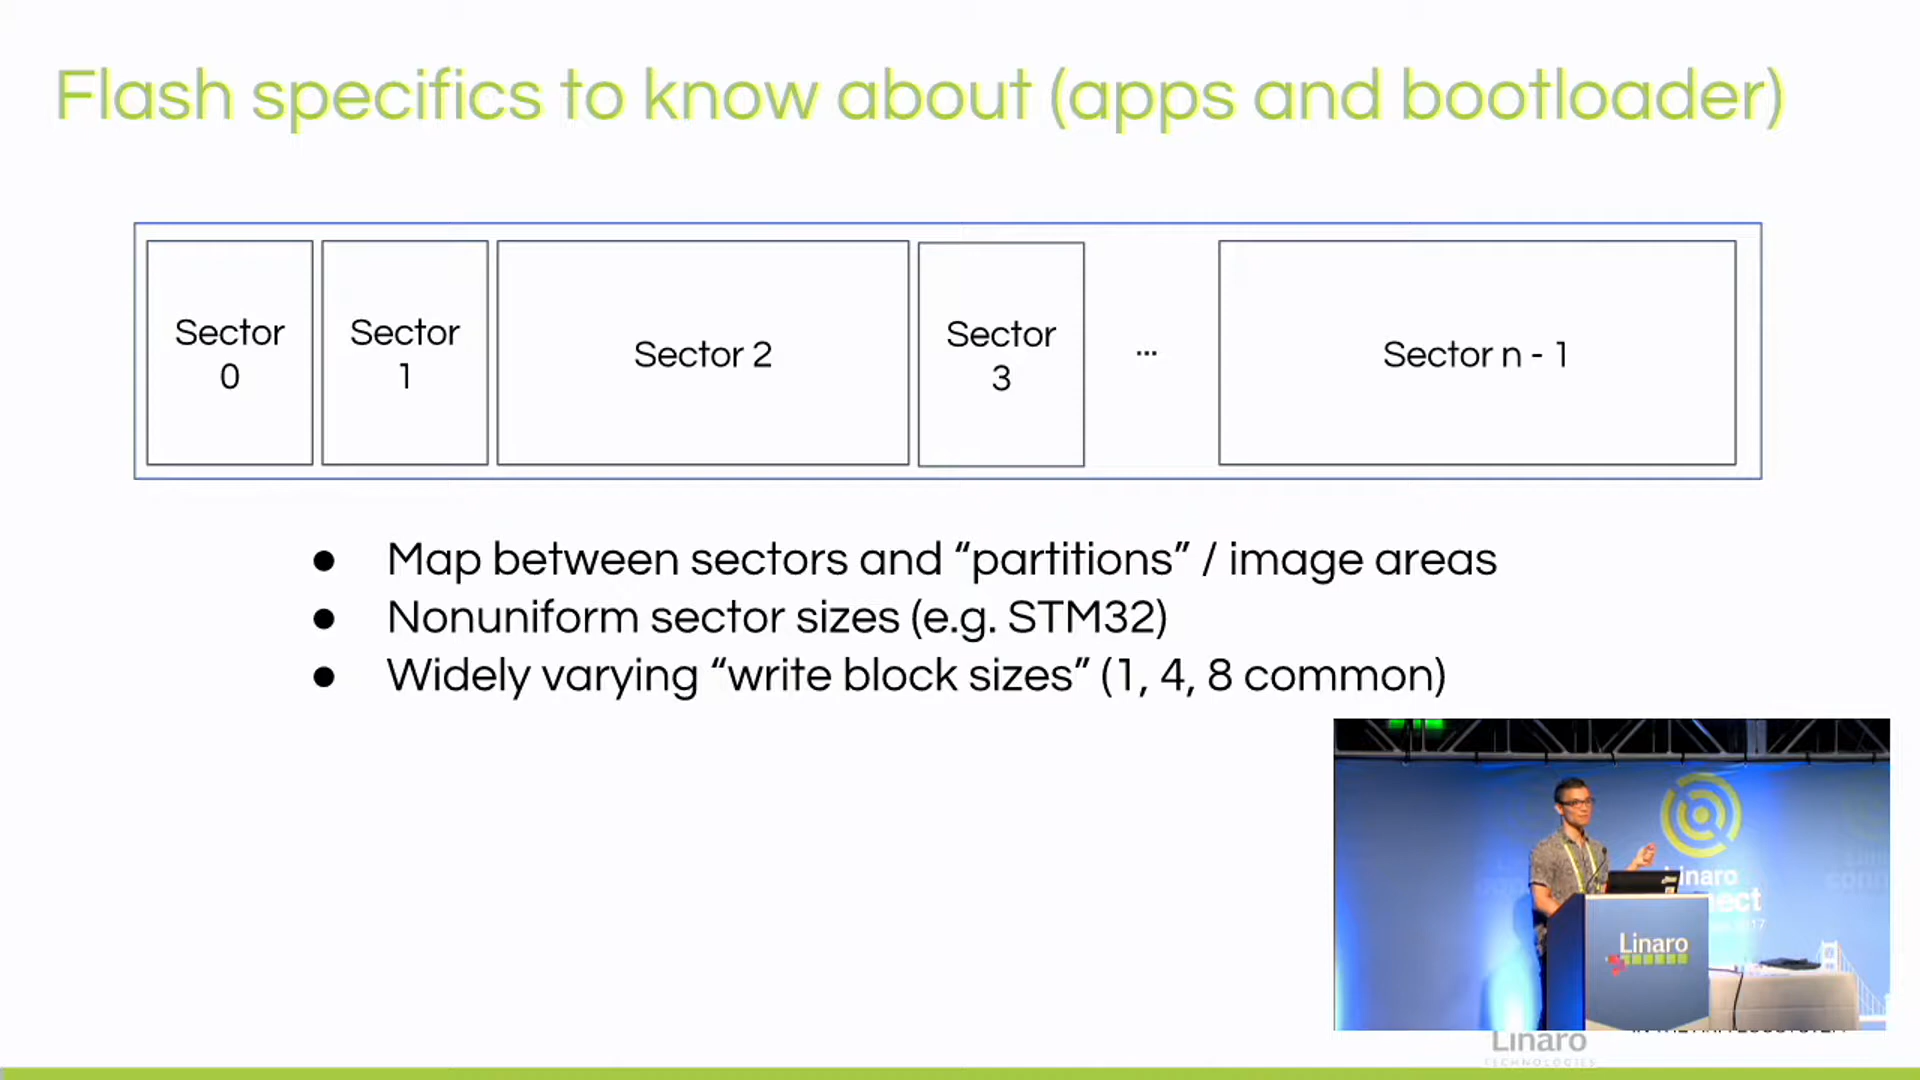 Flash specifics to know about (apps and bootloader)
Sector
0
Sector
1
Sector 2
Sector
3
...
Sector n - 1
● Map between sectors and “partitions” / image areas
● Nonuniform sector sizes (e.g. STM32)
● Widely varying “write block sizes” (1, 4, 8 common)
inaro
nect
2017
Linaro
Linaro
TECHNOLOGIES